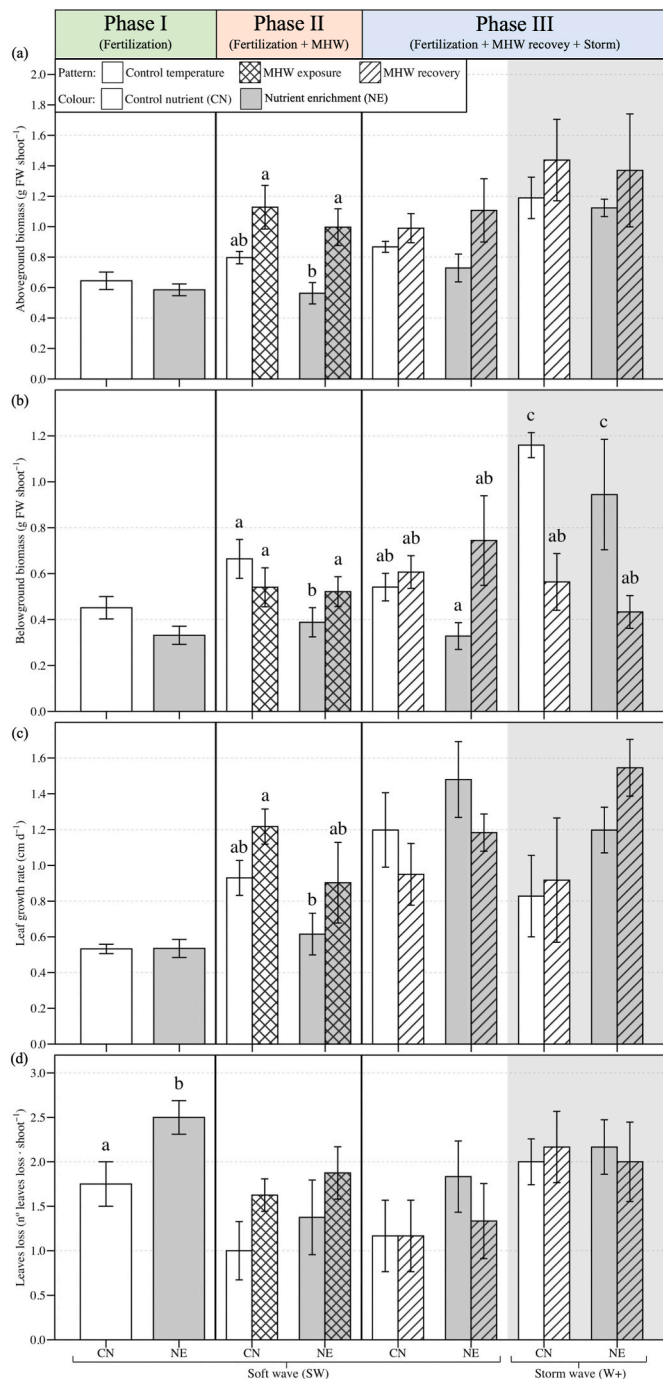 Phase I
(Fertilization)
Phase II
(Fertilization + MHW)
Phase III
(Fertilization + MHW recovey + Storm)
(a)
Pattern: Control temperature MHW exposure MHW recovery
Colour: Control nutrient (CN) Nutrient enrichment (NE)
Aboveground biomass (g FW shoot⁻¹)
2.0
1.8
1.6
1.4
1.2
1.0
0.8
0.6
0.4
0.2
0.0
ab a b a
(b)
Belowground biomass (g FW shoot⁻¹)
1.2
1.0
0.8
0.6
0.4
0.2
0.0
a a b a ab ab a ab c ab c ab
(c)
Leaf growth rate (cm d⁻¹)
1.6
1.4
1.2
1.0
0.8
0.6
0.4
0.2
0.0
ab a b ab
(d)
Leaves loss (nº leaves loss · shoot⁻¹)
3.0
2.5
2.0
1.5
1.0
0.5
0.0
a b
CN NE CN NE CN NE CN NE
Soft wave (SW) Storm wave (W+)